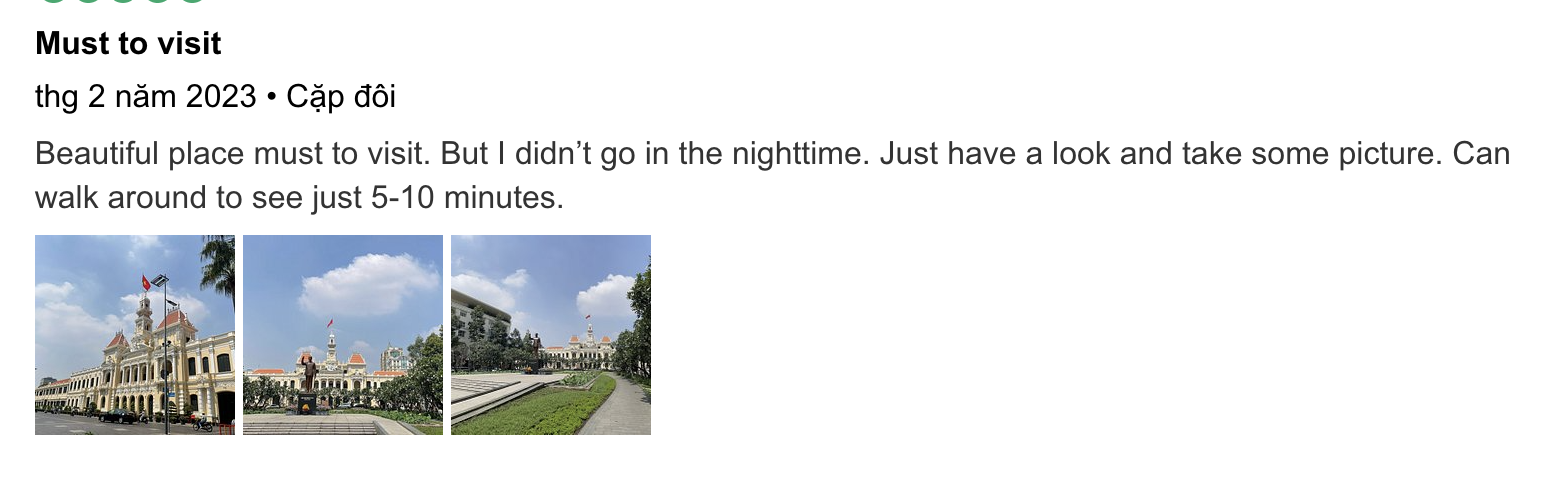 Must to visit
thg 2 năm 2023 • Cặp đôi
Beautiful place must to visit. But I didn’t go in the nighttime. Just have a look and take some picture. Can
walk around to see just 5-10 minutes.